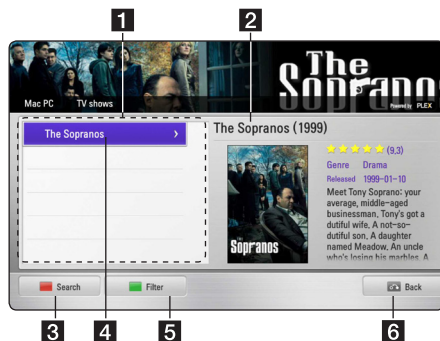 1
2
The
Soprano
Mac PC TV shows
Powered by PLEX
The Sopranos ›
The Sopranos (1999)
(9,3)
Genre Drama
Released 1999-01-10
Meet Tony Soprano: your
average, middle-aged
businessman, Tony's got a
dutiful wife, A not-so-
dutiful son, A daughter
named Meadow, An uncle
who's losing his marbles, A
The
Sopranos
Search
Filter
Back
3
4
5
6